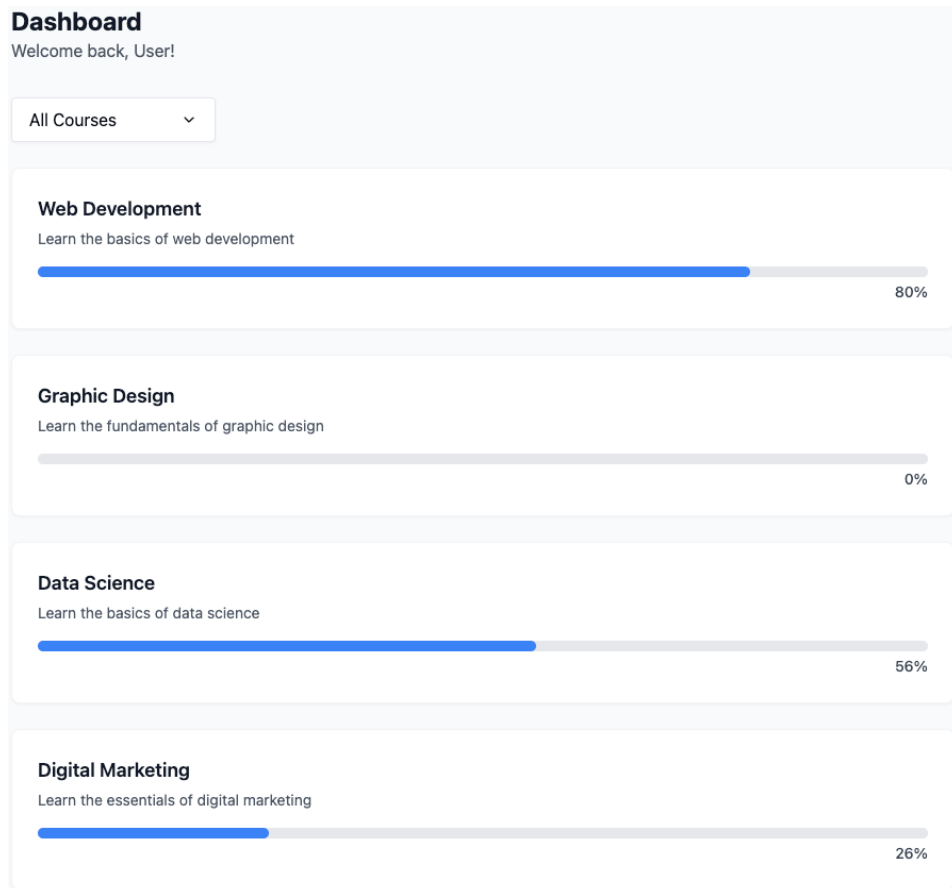 Dashboard
Welcome back, User!
All Courses
Web Development
Learn the basics of web development
80%
Graphic Design
Learn the fundamentals of graphic design
0%
Data Science
Learn the basics of data science
56%
Digital Marketing
Learn the essentials of digital marketing
26%